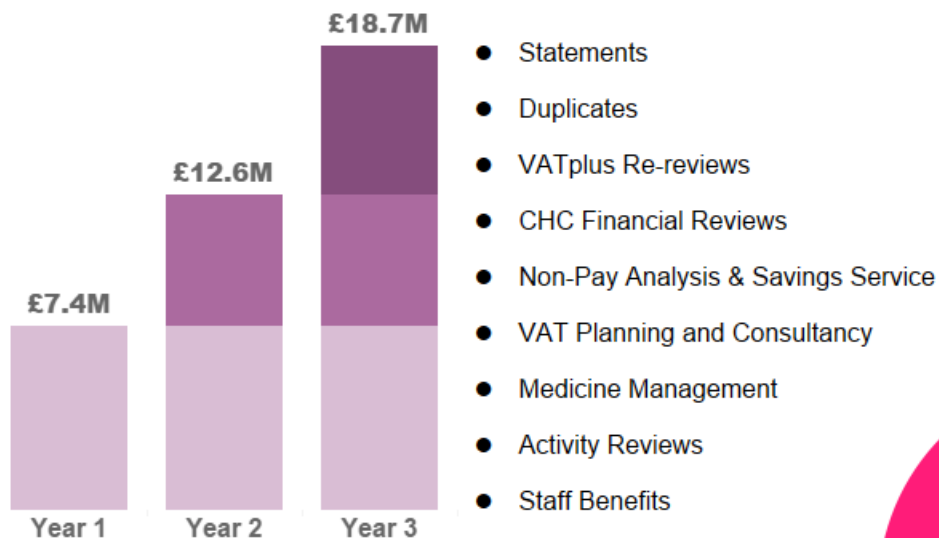 £18.7M
£12.6M
£7.4M
Year 1
Year 2
Year 3
● Statements
● Duplicates
● VATplus Re-reviews
● CHC Financial Reviews
● Non-Pay Analysis & Savings Service
● VAT Planning and Consultancy
● Medicine Management
● Activity Reviews
● Staff Benefits